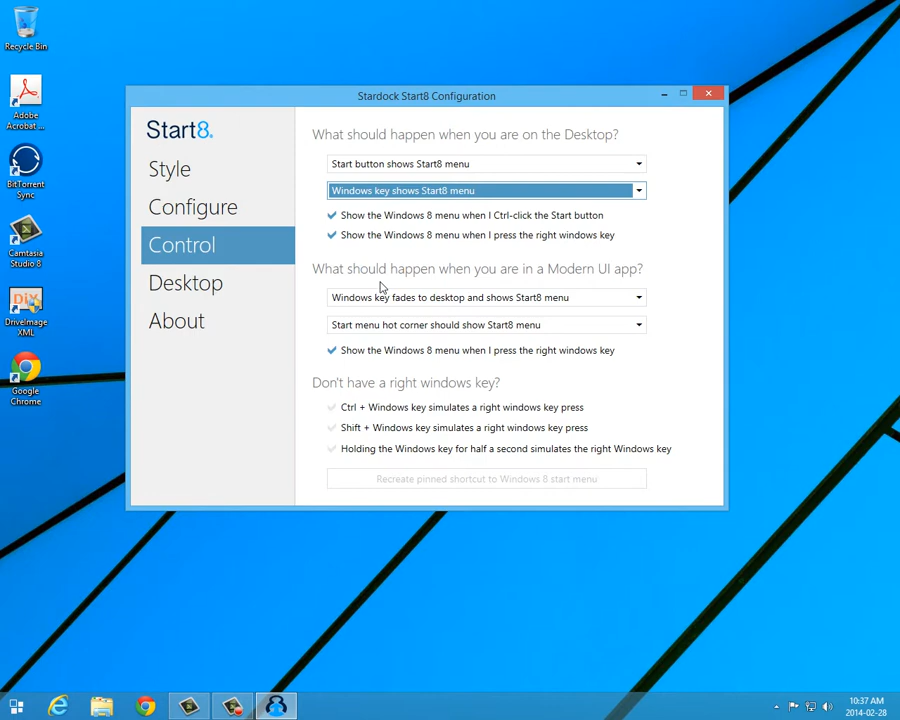 Recycle Bin
Adobe
Acrobat ...
BitTorrent
Sync
Camtasia
Studio 8
DiX
DriveImage
XML
Google
Chrome
Stardock Start8 Configuration
Start8
Style
Configure
Control
Desktop
About
What should happen when you are on the Desktop?
Start button shows Start8 menu
Windows key shows Start8 menu
Show the Windows 8 menu when I Ctrl-click the Start button
Show the Windows 8 menu when I press the right windows key
What should happen when you are in a Modern UI app?
Windows key fades to desktop and shows Start8 menu
Start menu hot corner should show Start8 menu
Show the Windows 8 menu when I press the right windows key
Don't have a right windows key?
Ctrl + Windows key simulates a right windows key press
Shift + Windows key simulates a right windows key press
Holding the Windows key for half a second simulates the right Windows key
Recreate pinned shortcut to Windows 8 start menu
10:37 AM
2014-02-28